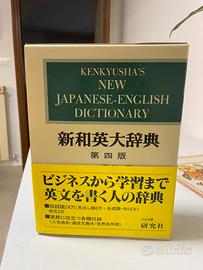 KENKYUSHA'S
NEW
JAPANESE-ENGLISH
DICTIONARY
新和英大辞典
第四版
ビジネスから学習まで
英文を書く人の辞典
研究社
subito